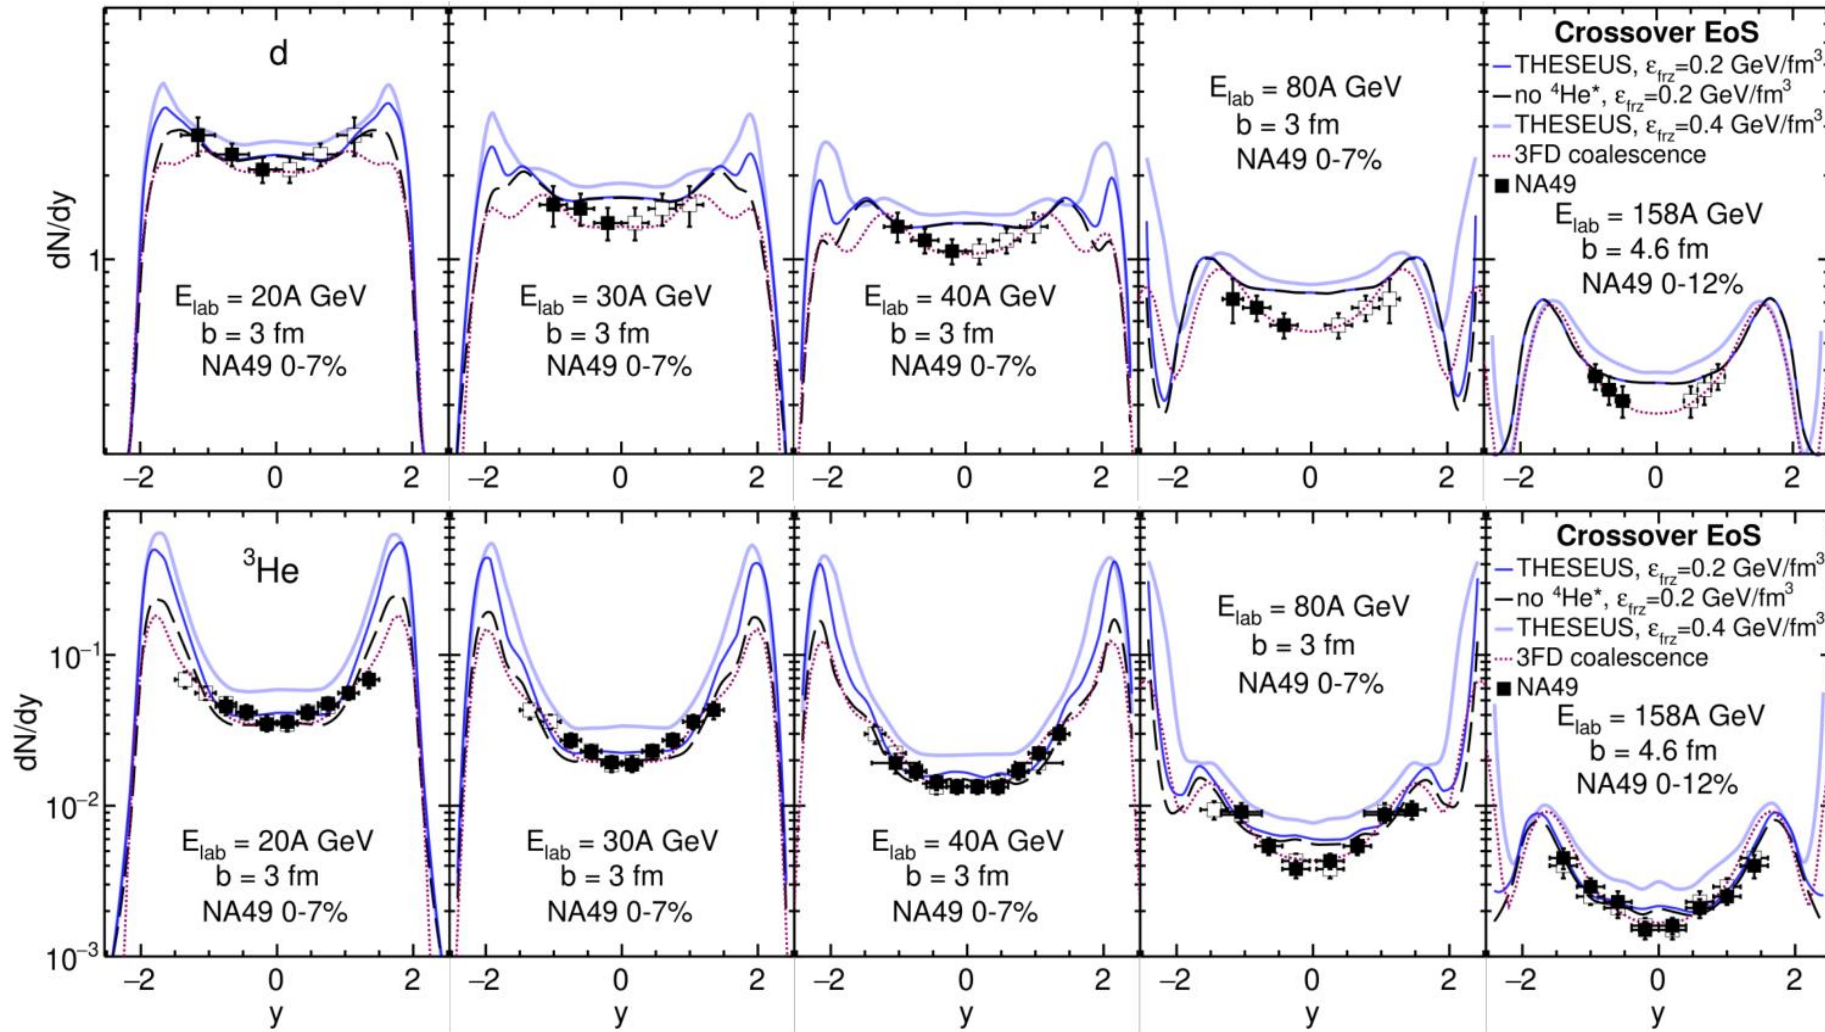 d
E_lab = 20A GeV
b = 3 fm
NA49 0-7%
E_lab = 30A GeV
b = 3 fm
NA49 0-7%
E_lab = 40A GeV
b = 3 fm
NA49 0-7%
E_lab = 80A GeV
b = 3 fm
NA49 0-7%
Crossover EoS
THESEUS, ε_frz=0.2 GeV/fm³
no ⁴He*, ε_frz=0.2 GeV/fm³
THESEUS, ε_frz=0.4 GeV/fm³
3FD coalescence
NA49
E_lab = 158A GeV
b = 4.6 fm
NA49 0-12%
dN/dy
1
−2 0 2 −2 0 2 −2 0 2 −2 0 2 −2 0 2
³He
E_lab = 20A GeV
b = 3 fm
NA49 0-7%
E_lab = 30A GeV
b = 3 fm
NA49 0-7%
E_lab = 40A GeV
b = 3 fm
NA49 0-7%
E_lab = 80A GeV
b = 3 fm
NA49 0-7%
Crossover EoS
THESEUS, ε_frz=0.2 GeV/fm³
no ⁴He*, ε_frz=0.2 GeV/fm³
THESEUS, ε_frz=0.4 GeV/fm³
3FD coalescence
NA49
E_lab = 158A GeV
b = 4.6 fm
NA49 0-12%
dN/dy
10⁻¹
10⁻²
10⁻³
−2 0 2 −2 0 2 −2 0 2 −2 0 2 −2 0 2
y y y y y